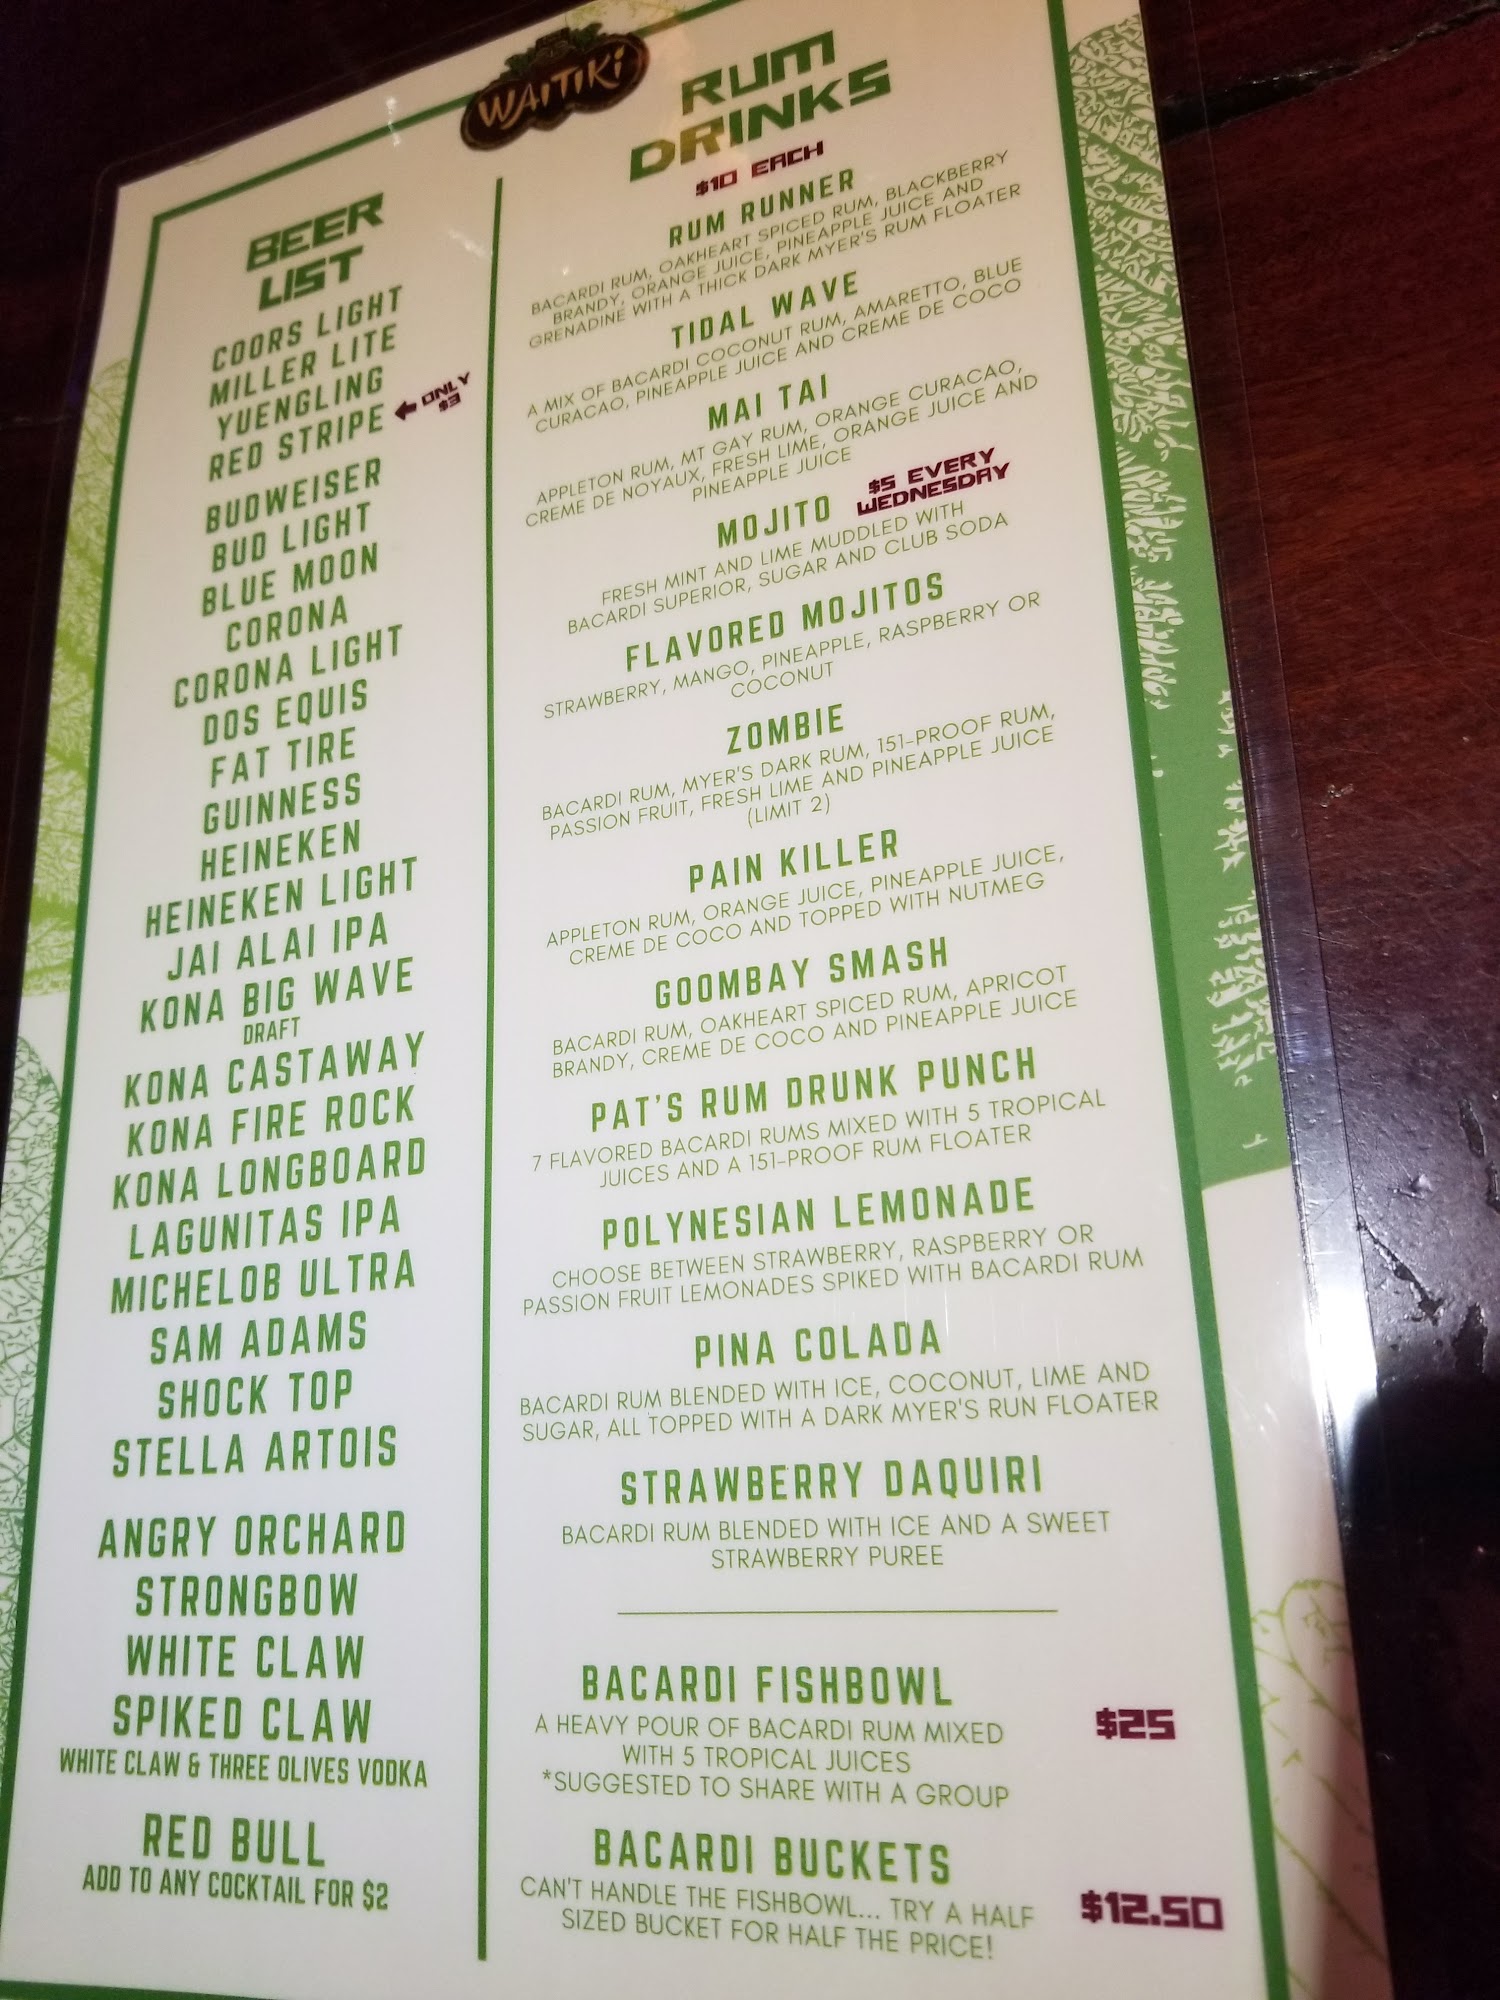 WAITIKI
BEER
LIST
COORS LIGHT
MILLER LITE
YUENGLING
RED STRIPE
ONLY
$3
BUDWEISER
BUD LIGHT
BLUE MOON
CORONA
CORONA LIGHT
DOS EQUIS
FAT TIRE
GUINNESS
HEINEKEN
HEINEKEN LIGHT
JAI ALAI IPA
KONA BIG WAVE
DRAFT
KONA CASTAWAY
KONA FIRE ROCK
KONA LONGBOARD
LAGUNITAS IPA
MICHELOB ULTRA
SAM ADAMS
SHOCK TOP
STELLA ARTOIS
ANGRY ORCHARD
STRONGBOW
WHITE CLAW
SPIKED CLAW
WHITE CLAW & THREE OLIVES VODKA
RED BULL
ADD TO ANY COCKTAIL FOR $2
RUM
DRINKS
$10 EACH
RUM RUNNER
BACARDI RUM, OAKHEART SPICED RUM, BLACKBERRY
BRANDY, ORANGE JUICE, PINEAPPLE JUICE AND
GRENADINE WITH A THICK DARK MYER'S RUM FLOATER
TIDAL WAVE
A MIX OF BACARDI COCONUT RUM, AMARETTO, BLUE
CURACAO, PINEAPPLE JUICE AND CREME DE COCO
MAI TAI
APPLETON RUM, MT GAY RUM, ORANGE CURACAO,
CREME DE NOYAUX, FRESH LIME, ORANGE JUICE AND
PINEAPPLE JUICE
MOJITO
$5 EVERY
WEDNESDAY
FRESH MINT AND LIME MUDDLED WITH
BACARDI SUPERIOR, SUGAR AND CLUB SODA
FLAVORED MOJITOS
STRAWBERRY, MANGO, PINEAPPLE, RASPBERRY OR
COCONUT
ZOMBIE
BACARDI RUM, MYER'S DARK RUM, 151-PROOF RUM,
PASSION FRUIT, FRESH LIME AND PINEAPPLE JUICE
(LIMIT 2)
PAIN KILLER
APPLETON RUM, ORANGE JUICE, PINEAPPLE JUICE,
CREME DE COCO AND TOPPED WITH NUTMEG
GOOMBAY SMASH
BACARDI RUM, OAKHEART SPICED RUM, APRICOT
BRANDY, CREME DE COCO AND PINEAPPLE JUICE
PAT'S RUM DRUNK PUNCH
7 FLAVORED BACARDI RUMS MIXED WITH 5 TROPICAL
JUICES AND A 151-PROOF RUM FLOATER
POLYNESIAN LEMONADE
CHOOSE BETWEEN STRAWBERRY, RASPBERRY OR
PASSION FRUIT LEMONADES SPIKED WITH BACARDI RUM
PINA COLADA
BACARDI RUM BLENDED WITH ICE, COCONUT, LIME AND
SUGAR, ALL TOPPED WITH A DARK MYER'S RUN FLOATER
STRAWBERRY DAQUIRI
BACARDI RUM BLENDED WITH ICE AND A SWEET
STRAWBERRY PUREE
BACARDI FISHBOWL
$25
A HEAVY POUR OF BACARDI RUM MIXED
WITH 5 TROPICAL JUICES
*SUGGESTED TO SHARE WITH A GROUP
BACARDI BUCKETS
$12.50
CAN'T HANDLE THE FISHBOWL... TRY A HALF
SIZED BUCKET FOR HALF THE PRICE!